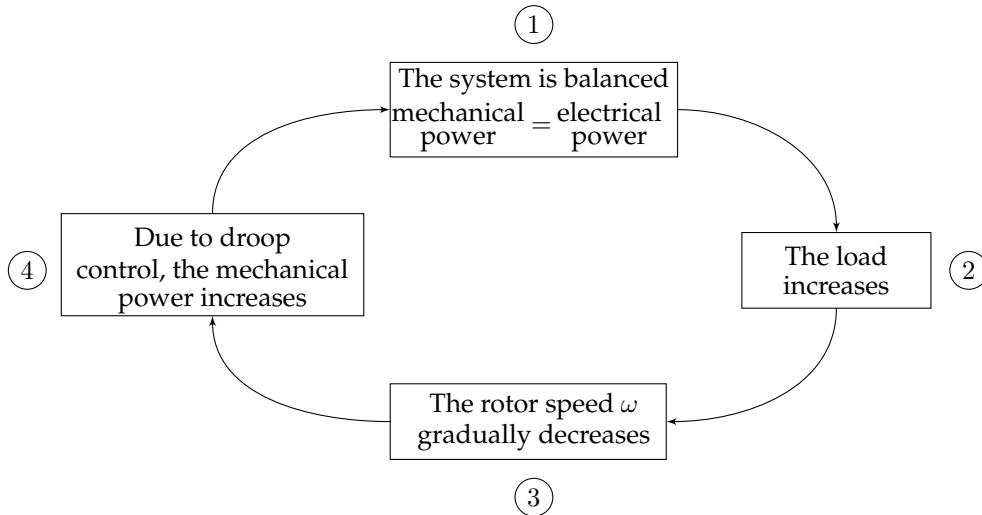 1
The system is balanced
mechanical power = electrical power
The load
increases
2
The rotor speed ω
gradually decreases
3
Due to droop
control, the mechanical
power increases
4